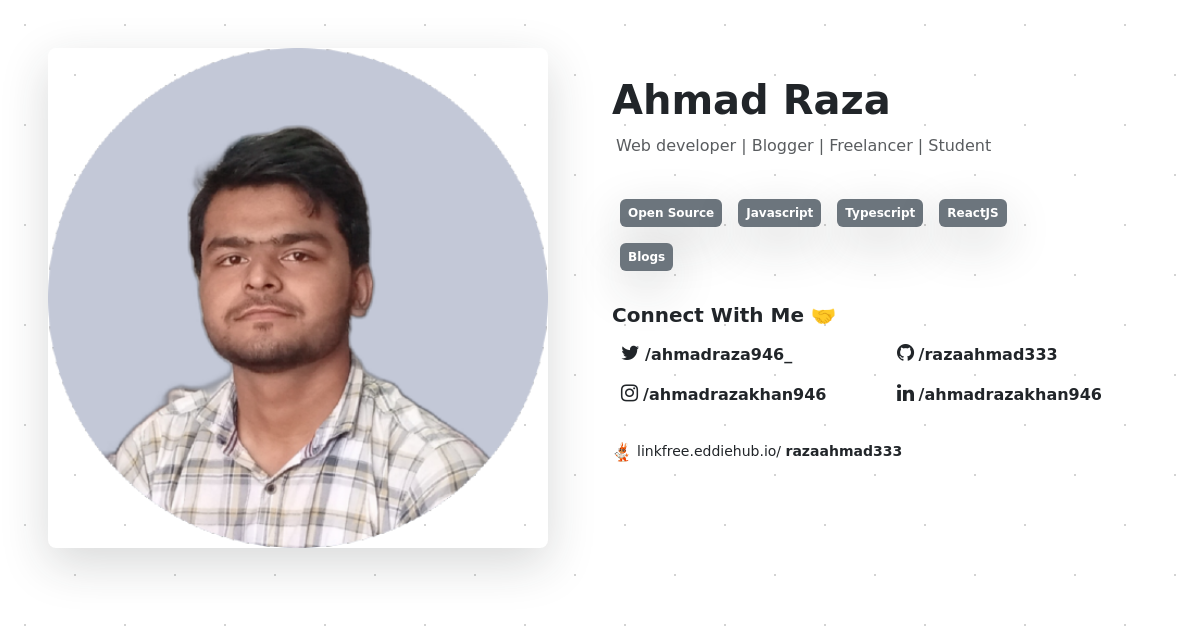 Ahmad Raza
Web developer | Blogger | Freelancer | Student
Open Source Javascript Typescript ReactJS
Blogs
Connect With Me 🤝
/ahmadraza946_ /razaahmad333
/ahmadrazakhan946 /ahmadrazakhan946
linkfree.eddiehub.io/ razaahmad333